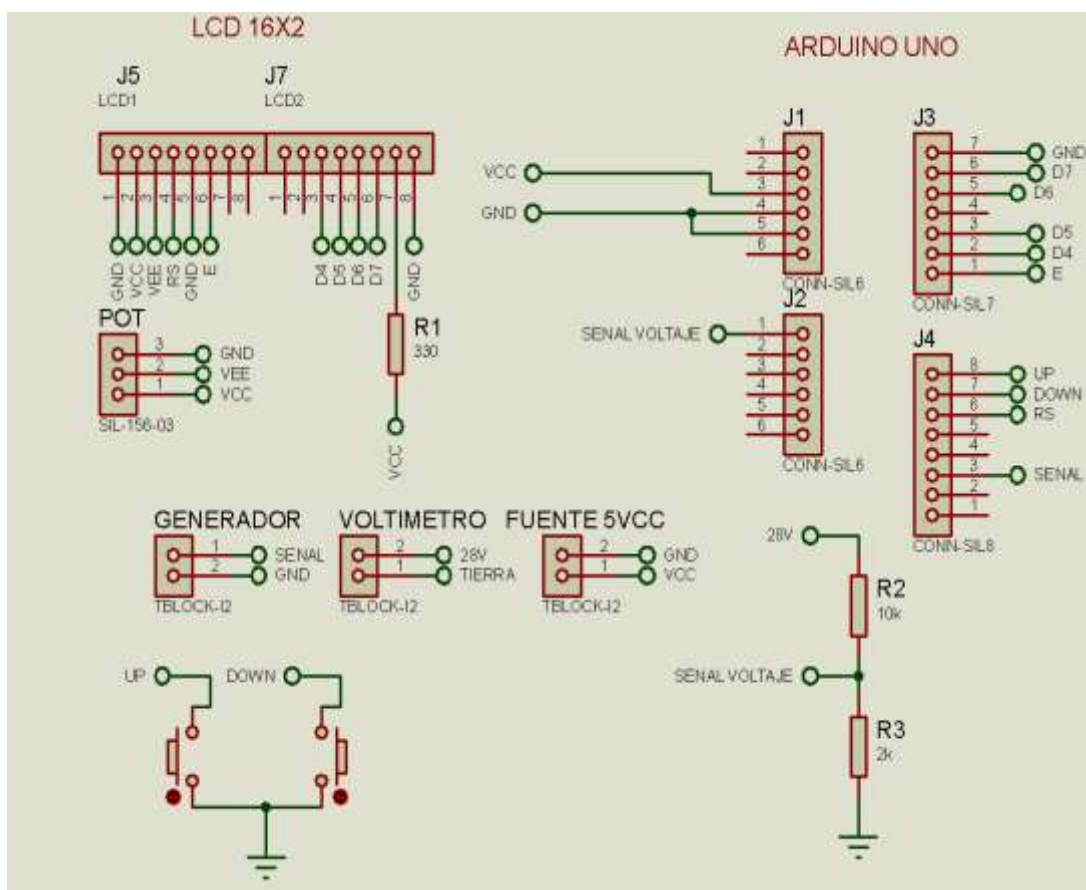 LCD 16X2
J5
LCD1
J7
LCD2
1 2 3 4 5 6 7 8
1 2 3 4 5 6 7 8
GND VCC VEE RS GND E
D4 D5 D6 D7 GND
R1
330
VCC
POT
3 GND
2 VEE
1 VCC
SIL-156-03
ARDUINO UNO
J1
1
2
VCC 3
GND 4
5
6
CONN-SIL6
J2
SENAL VOLTAJE 1
2
3
4
5
6
CONN-SIL6
J3
7 GND
6 D7
5 D6
4
3 D5
2 D4
1 E
CONN-SIL7
J4
8 UP
7 DOWN
6 RS
5
4
3 SENAL
2
1
CONN-SIL8
GENERADOR
1 SENAL
2 GND
TBLOCK-I2
VOLTIMETRO
2 28V
1 TIERRA
TBLOCK-I2
FUENTE 5VCC
2 GND
1 VCC
TBLOCK-I2
28V
R2
10k
SENAL VOLTAJE
R3
2k
UP
DOWN